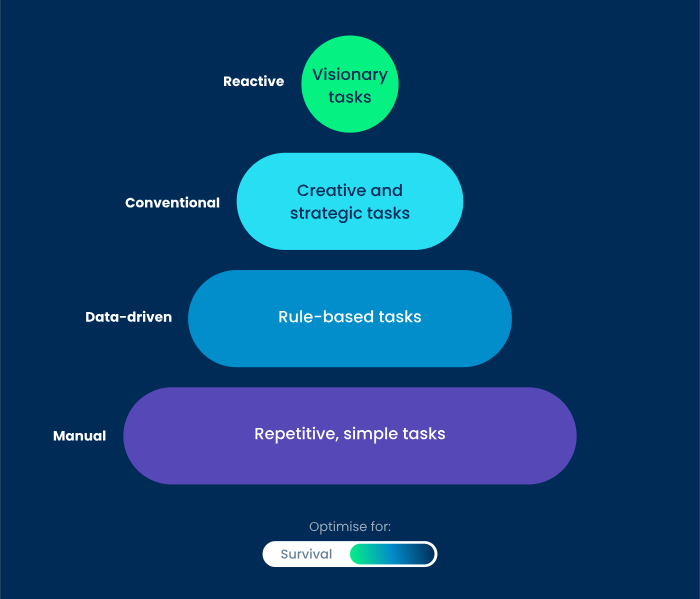 Reactive
Visionary
tasks
Conventional
Creative and
strategic tasks
Data-driven
Rule-based tasks
Manual
Repetitive, simple tasks
Optimise for:
Survival